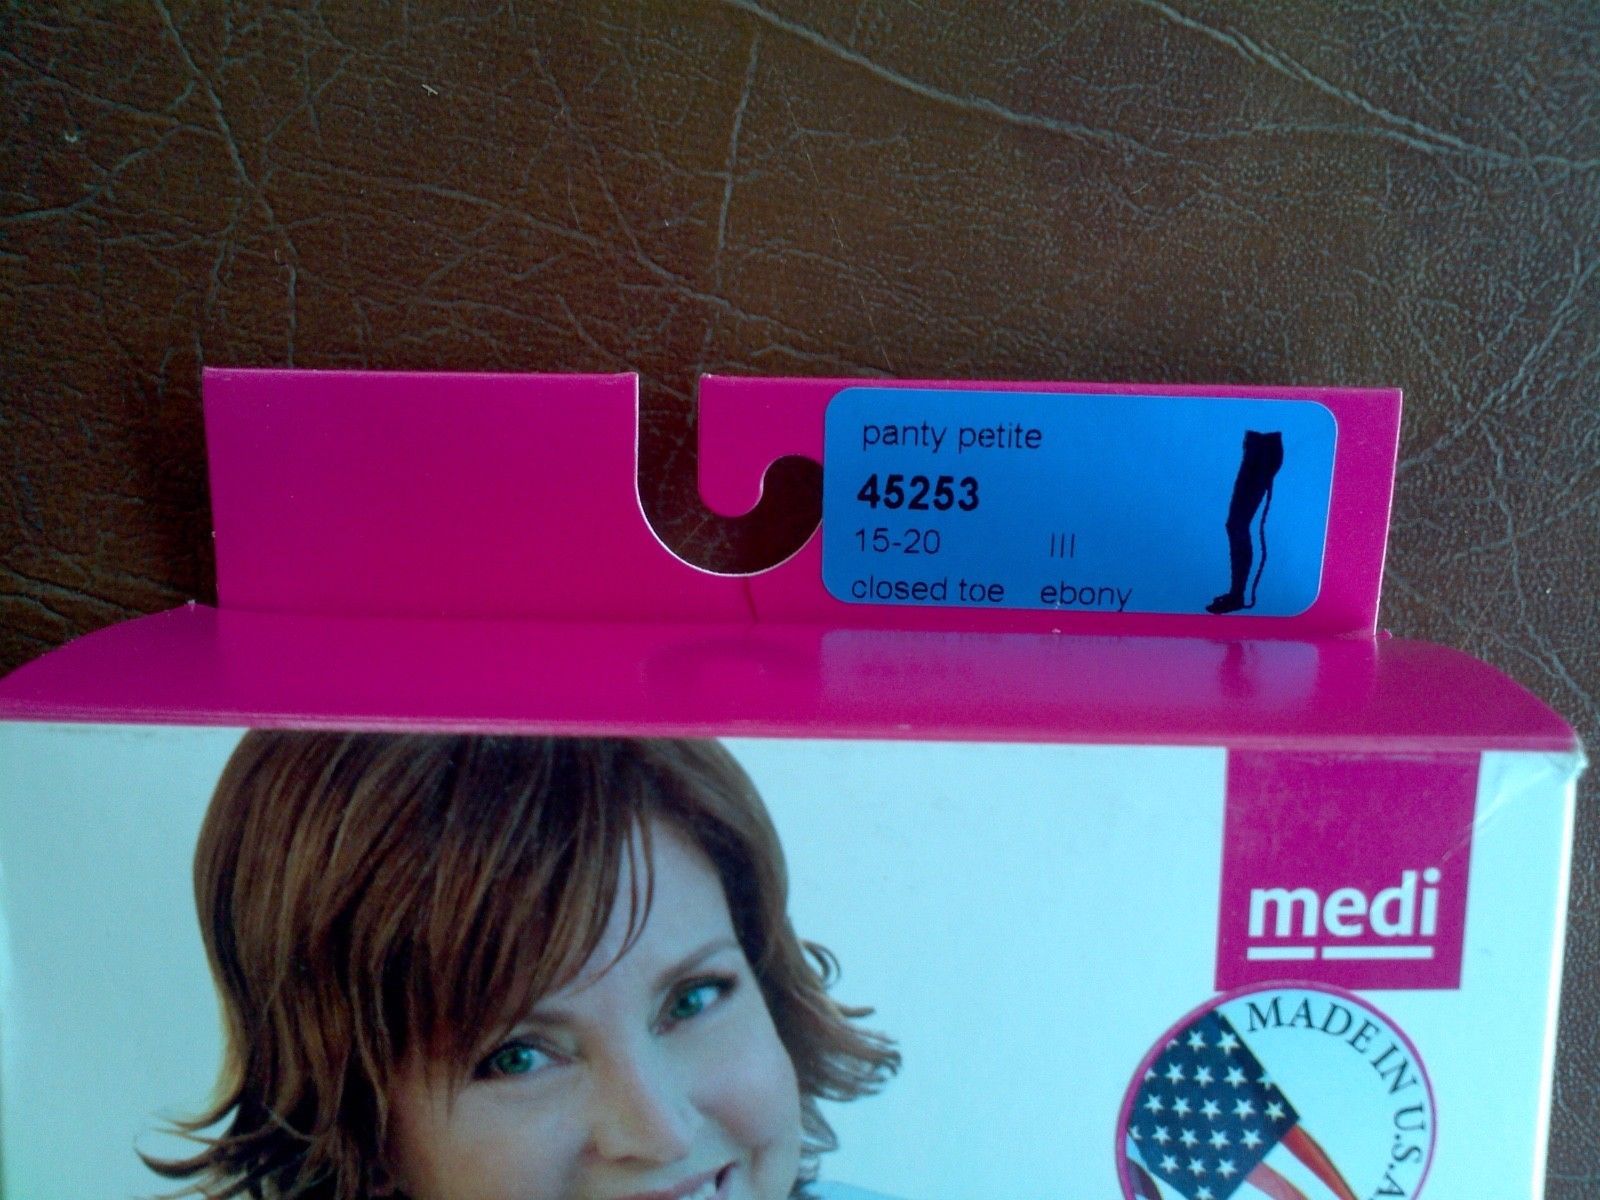 panty petite
45253
15-20 III
closed toe ebony
medi
MADE IN U.S.A